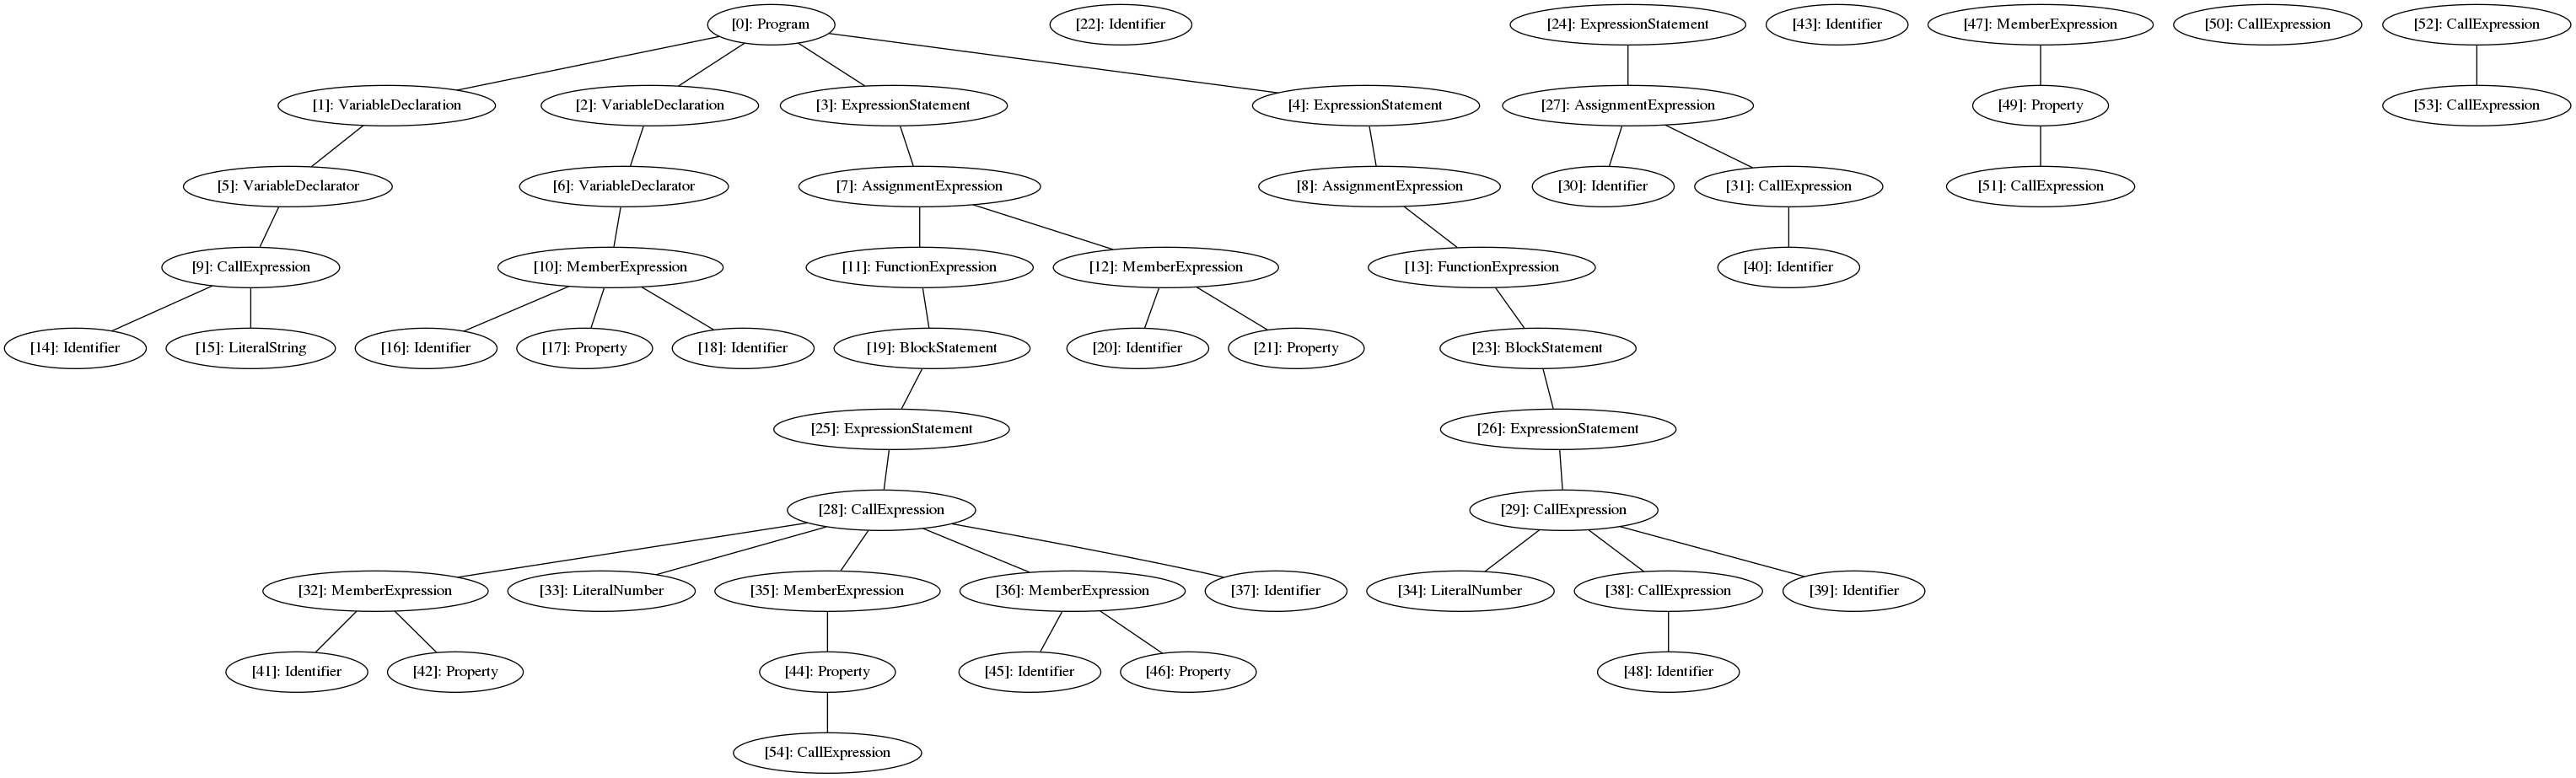 [0]: Program
[22]: Identifier
[24]: ExpressionStatement
[43]: Identifier
[47]: MemberExpression
[50]: CallExpression
[52]: CallExpression
[1]: VariableDeclaration
[2]: VariableDeclaration
[3]: ExpressionStatement
[4]: ExpressionStatement
[27]: AssignmentExpression
[49]: Property
[53]: CallExpression
[5]: VariableDeclarator
[6]: VariableDeclarator
[7]: AssignmentExpression
[8]: AssignmentExpression
[30]: Identifier
[31]: CallExpression
[51]: CallExpression
[9]: CallExpression
[10]: MemberExpression
[11]: FunctionExpression
[12]: MemberExpression
[13]: FunctionExpression
[40]: Identifier
[14]: Identifier
[15]: LiteralString
[16]: Identifier
[17]: Property
[18]: Identifier
[19]: BlockStatement
[20]: Identifier
[21]: Property
[23]: BlockStatement
[25]: ExpressionStatement
[26]: ExpressionStatement
[28]: CallExpression
[29]: CallExpression
[32]: MemberExpression
[33]: LiteralNumber
[35]: MemberExpression
[36]: MemberExpression
[37]: Identifier
[34]: LiteralNumber
[38]: CallExpression
[39]: Identifier
[41]: Identifier
[42]: Property
[44]: Property
[45]: Identifier
[46]: Property
[48]: Identifier
[54]: CallExpression